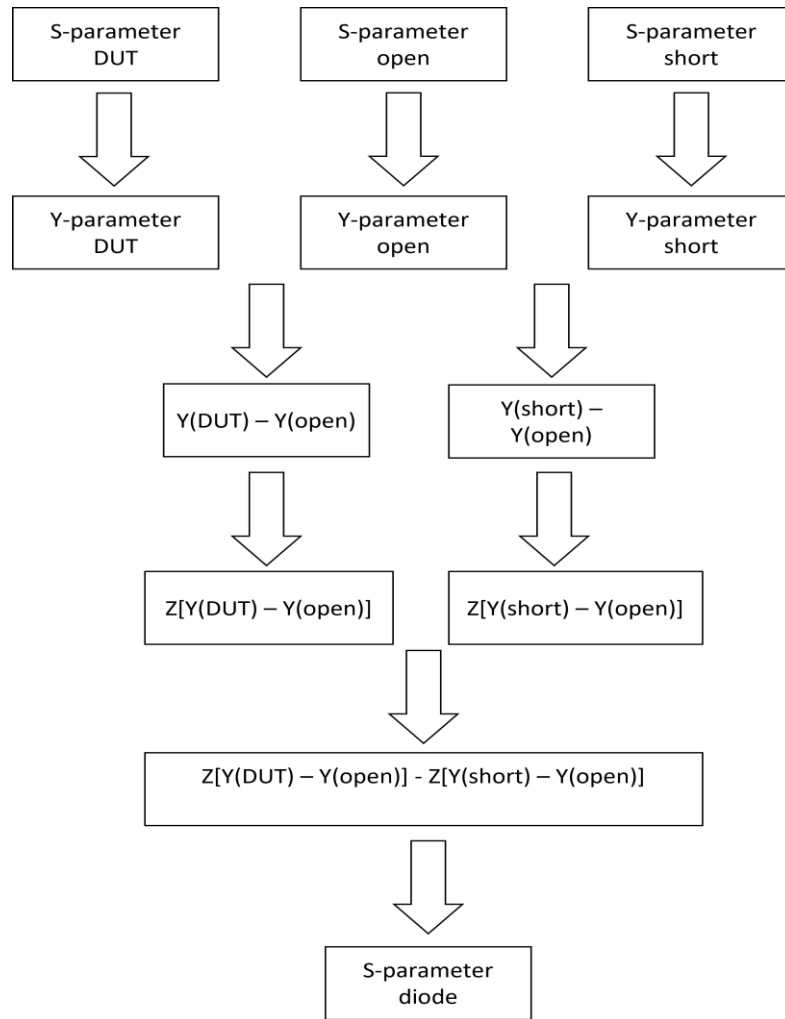 S-parameter
DUT
S-parameter
open
S-parameter
short
Y-parameter
DUT
Y-parameter
open
Y-parameter
short
Y(DUT) – Y(open)
Y(short) –
Y(open)
Z[Y(DUT) – Y(open)]
Z[Y(short) – Y(open)]
Z[Y(DUT) – Y(open)] - Z[Y(short) – Y(open)]
S-parameter
diode